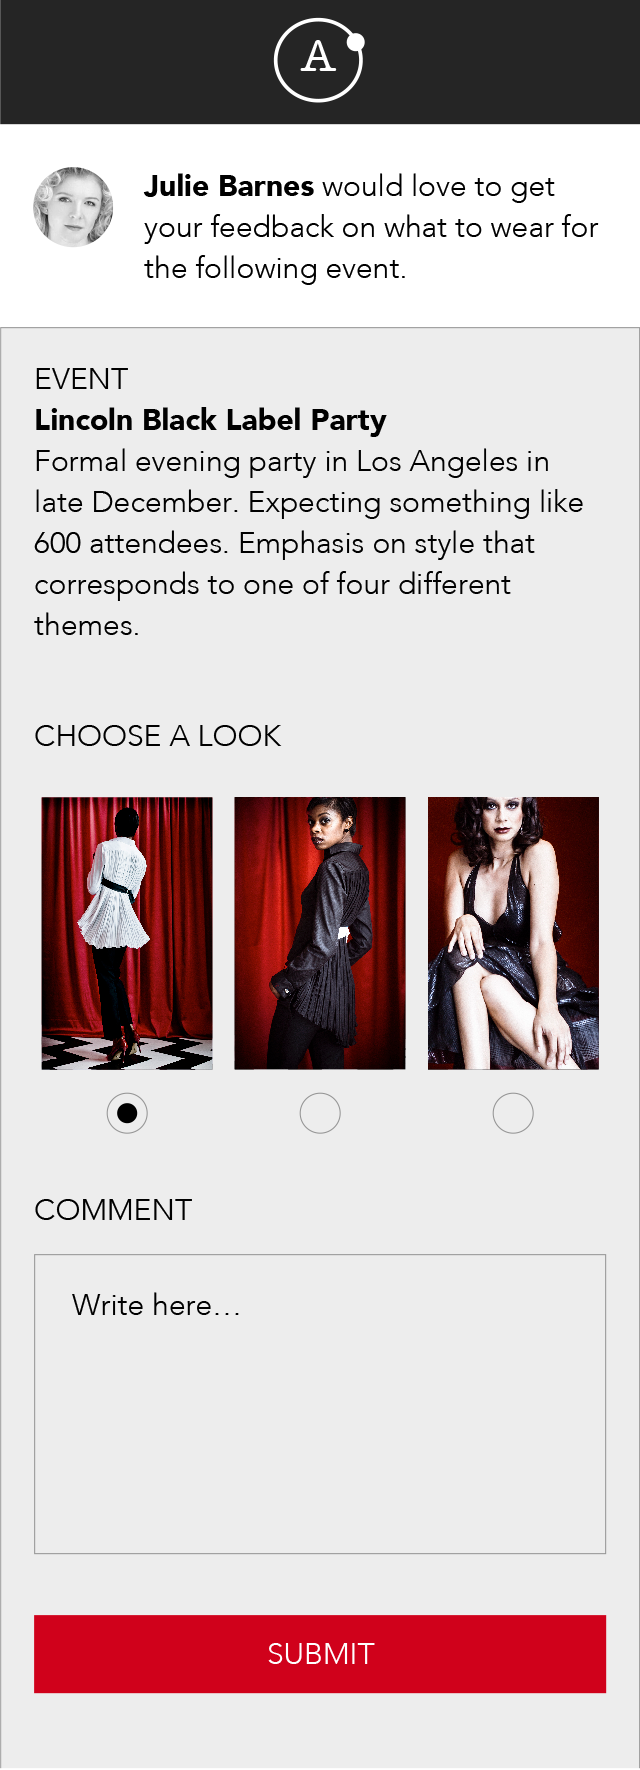 A
Julie Barnes would love to get
your feedback on what to wear for
the following event.
EVENT
Lincoln Black Label Party
Formal evening party in Los Angeles in
late December. Expecting something like
600 attendees. Emphasis on style that
corresponds to one of four different
themes.
CHOOSE A LOOK
COMMENT
Write here...
SUBMIT